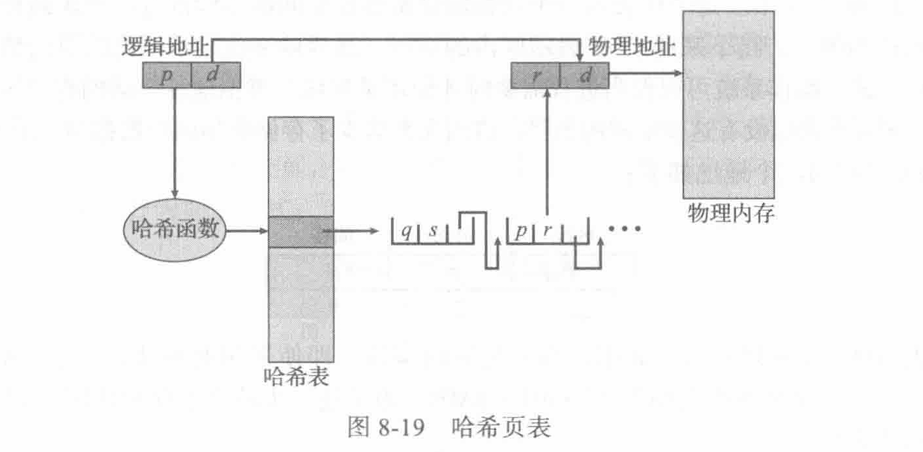 逻辑地址
物理地址
p d
r d
哈希函数
q s
p r
•••
物理内存
哈希表
图 8-19 哈希页表